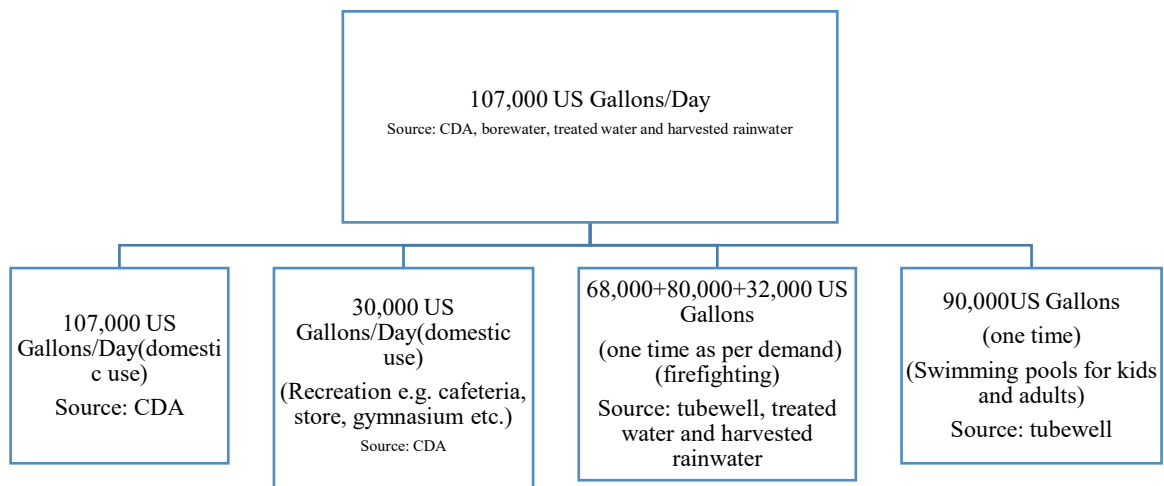 107,000 US Gallons/Day
Source: CDA, borewater, treated water and harvested rainwater
107,000 US
Gallons/Day(domesti
c use)
Source: CDA
30,000 US
Gallons/Day(domestic
use)
(Recreation e.g. cafeteria,
store, gymnasium etc.)
Source: CDA
68,000+80,000+32,000 US
Gallons
(one time as per demand)
(firefighting)
Source: tubewell, treated
water and harvested
rainwater
90,000US Gallons
(one time)
(Swimming pools for kids
and adults)
Source: tubewell